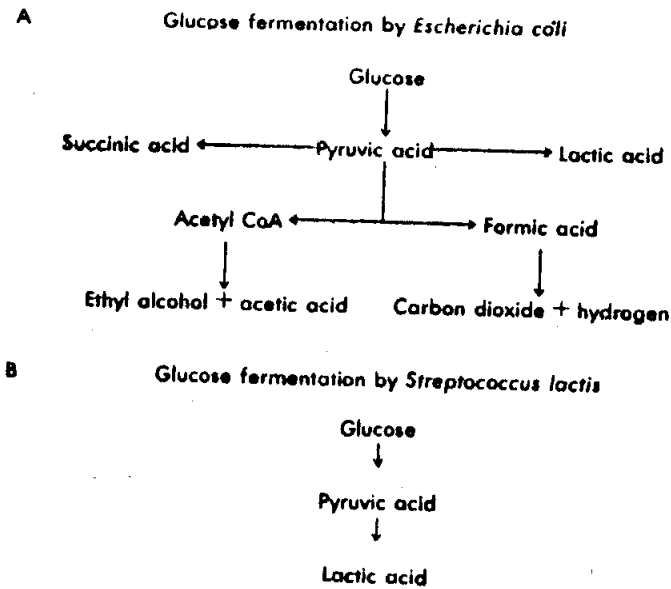 A
Glucose fermentation by Escherichia coli
Glucose
Succinic acid Pyruvic acid Lactic acid
Acetyl CoA Formic acid
Ethyl alcohol + acetic acid Carbon dioxide + hydrogen
B
Glucose fermentation by Streptococcus lactis
Glucose
Pyruvic acid
Lactic acid